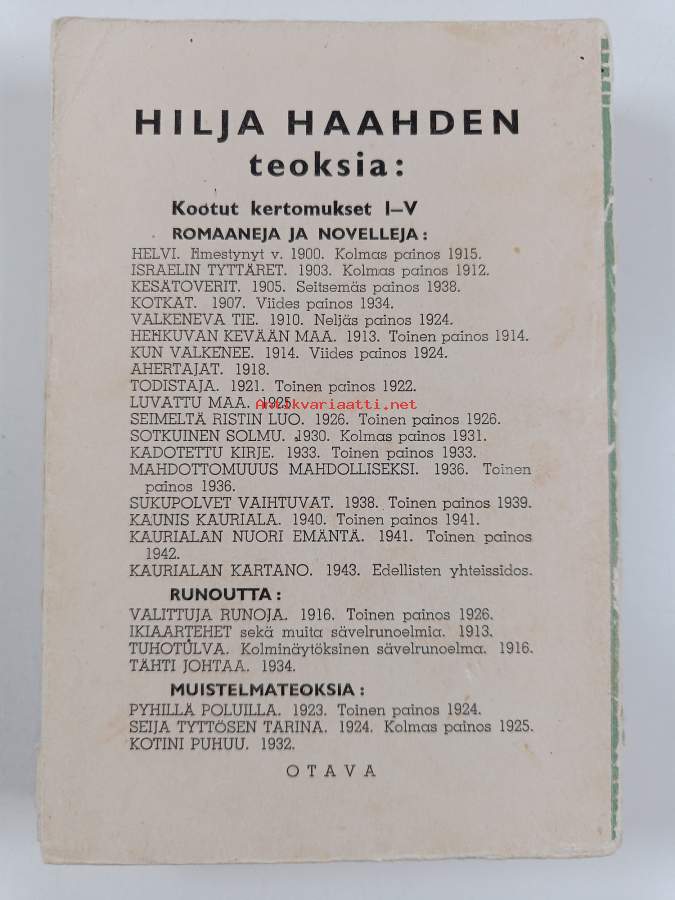 HILJA HAAHDEN
teoksia:
Kootut kertomukset I–V
ROMAANEJA JA NOVELLEJA:
HELVI. Ilmestynyt v. 1900. Kolmas painos 1915.
ISRAELIN TYTTÄRET. 1903. Kolmas painos 1912.
KESÄTOVERIT. 1905. Seitsemäs painos 1938.
KOTKAT. 1907. Viides painos 1934.
VALKENEVA TIE. 1910. Neljäs painos 1924.
HEHKUVAN KEVÄÄN MAA. 1913. Toinen painos 1914.
KUN VALKENEE. 1914. Viides painos 1924.
AHERTAJAT. 1918.
TODISTAJA. 1921. Toinen painos 1922.
LUVATTU MAA. 1925.
Antikvariaatti.net
SEIMELTÄ RISTIN LUO. 1926. Toinen painos 1926.
SOTKUINEN SOLMU. 1930. Kolmas painos 1931.
KADOTETTU KIRJE. 1933. Toinen painos 1933.
MAHDOTTOMUUUS MAHDOLLISEKSI. 1936. Toinen
painos 1936.
SUKUPOLVET VAIHTUVAT. 1938. Toinen painos 1939.
KAUNIS KAURIALA. 1940. Toinen painos 1941.
KAURIALAN NUORI EMÄNTÄ. 1941. Toinen painos
1942.
KAURIALAN KARTANO. 1943. Edellisten yhteissidos.
RUNOUTTA:
VALITTUJA RUNOJA. 1916. Toinen painos 1926.
IKIAARTEHET sekä muita sävelrunoelmia. 1913.
TUHOTULVA. Kolminäytöksinen sävelrunoelma. 1916.
TÄHTI JOHTAA. 1934.
MUISTELMATEOKSIA:
PYHILLÄ POLUILLA. 1923. Toinen painos 1924.
SEIJA TYTTÖSEN TARINA. 1924. Kolmas painos 1925.
KOTINI PUHUU. 1932.
OTAVA